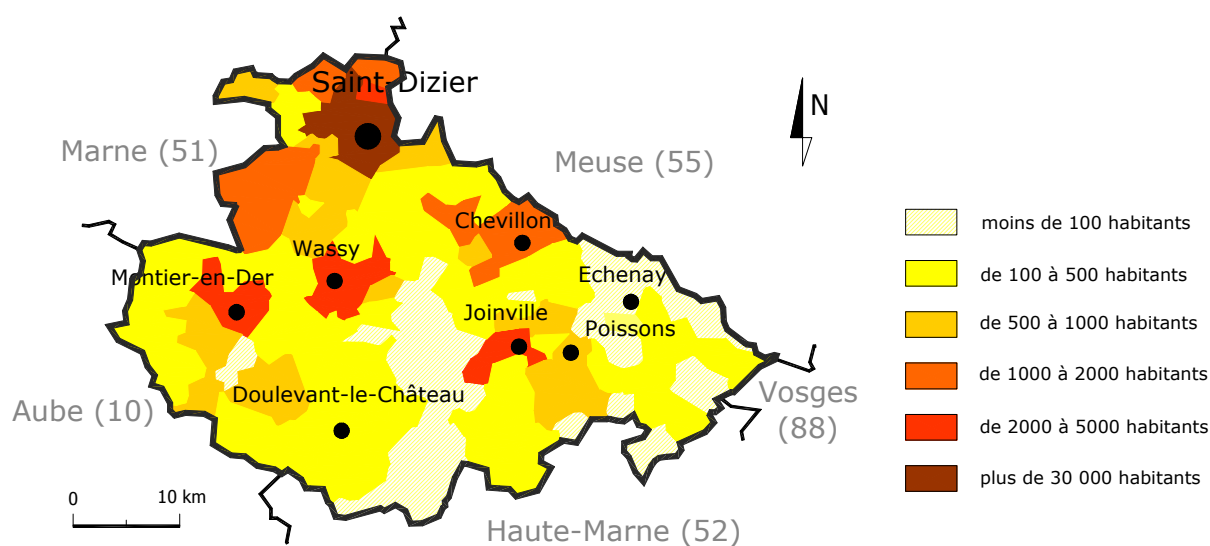 Saint-Dizier
N
Marne (51)
Meuse (55)
Chevillon
moins de 100 habitants
Wassy
Montier-en-Der
Echenay
de 100 à 500 habitants
Joinville
Poissons
de 500 à 1000 habitants
de 1000 à 2000 habitants
Doulevant-le-Château
Vosges
(88)
Aube (10)
de 2000 à 5000 habitants
plus de 30 000 habitants
0 10 km
Haute-Marne (52)